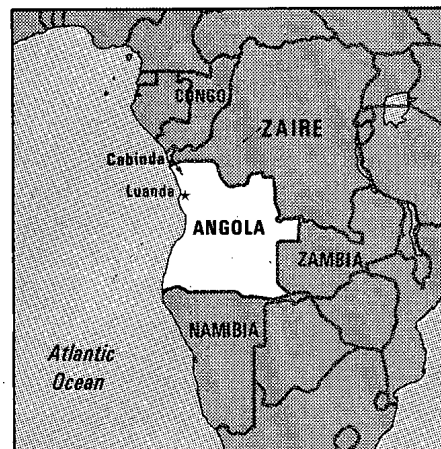 CONGO
ZAIRE
Cabinda
Luanda
ANGOLA
ZAMBIA
NAMIBIA
Atlantic
Ocean